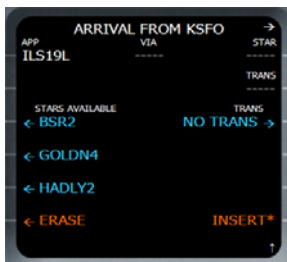 ARRIVAL FROM KSFO →
APP VIA STAR
ILS19L ----- -----
TRANS
-----
STARS AVAILABLE TRANS
← BSR2 NO TRANS →
← GOLDN4
← HADLY2
← ERASE INSERT*
↑